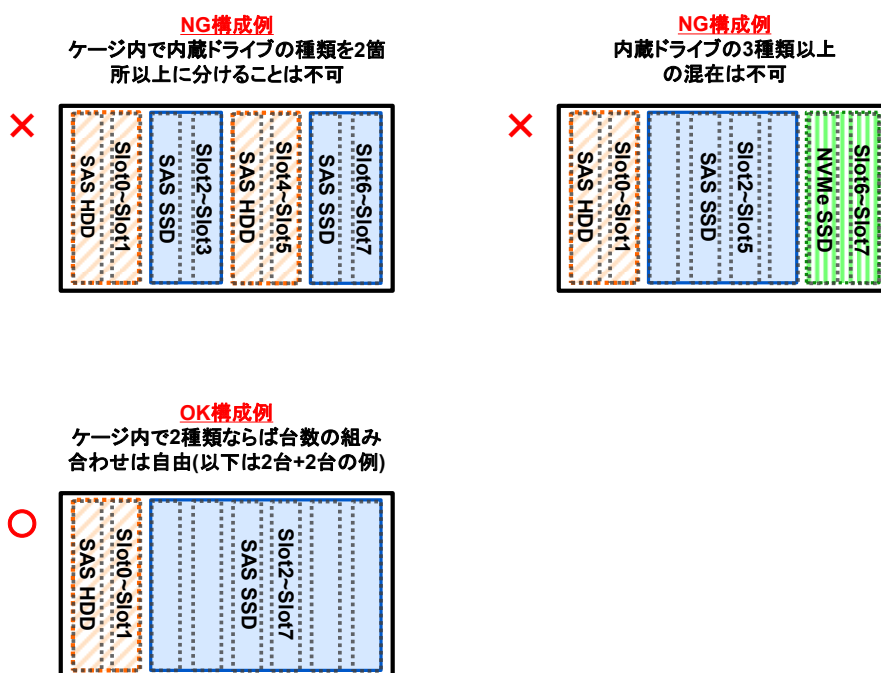 NG構成例
ケージ内で内蔵ドライブの種類を2箇
所以上に分けることは不可
×
Slot0~Slot1
SAS HDD
Slot2~Slot3
SAS SSD
Slot4~Slot5
SAS HDD
Slot6~Slot7
SAS SSD
NG構成例
内蔵ドライブの3種類以上
の混在は不可
×
Slot0~Slot1
SAS HDD
Slot2~Slot5
SAS SSD
Slot6~Slot7
NVMe SSD
OK構成例
ケージ内で2種類ならば台数の組み
合わせは自由(以下は2台+2台の例)
○
Slot0~Slot1
SAS HDD
Slot2~Slot7
SAS SSD